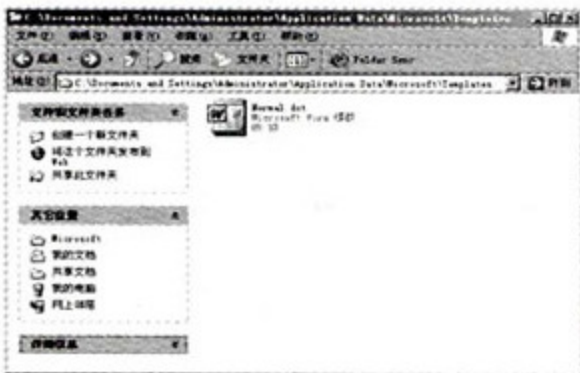 C:\Documents and Settings\Administrator\Application Data\Microsoft\Templates
文件(F) 编辑(E) 查看(V) 收藏(A) 工具(T) 帮助(H)
后退 搜索 文件夹 Folder Sync
地址(D) C:\Documents and Settings\Administrator\Application Data\Microsoft\Templates 转到
文件和文件夹任务
创建一个新文件夹
将这个文件夹发布到
Web
共享此文件夹
其它位置
Microsoft
我的文档
共享文档
我的电脑
网上邻居
详细信息
Normal.dot
Microsoft Word 模板
KB